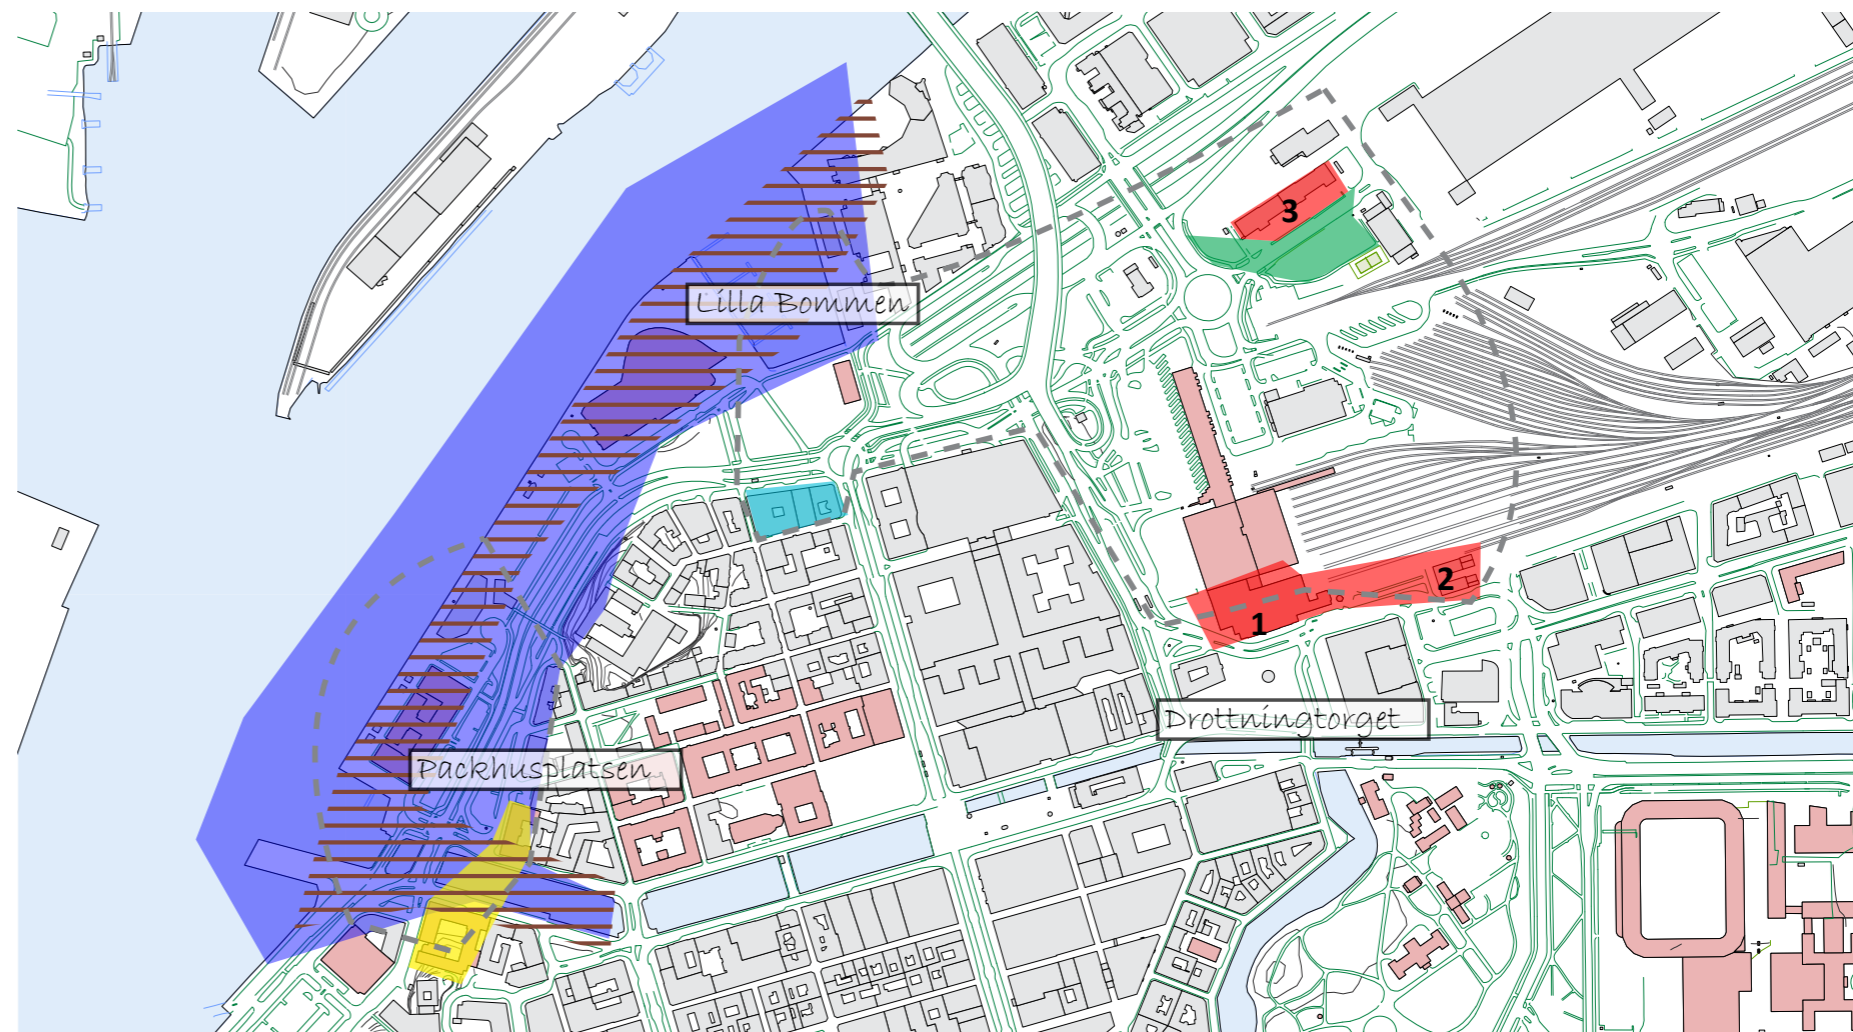 3
Lilla Bommen
2
1
Drottningtorget
Packhusplatsen